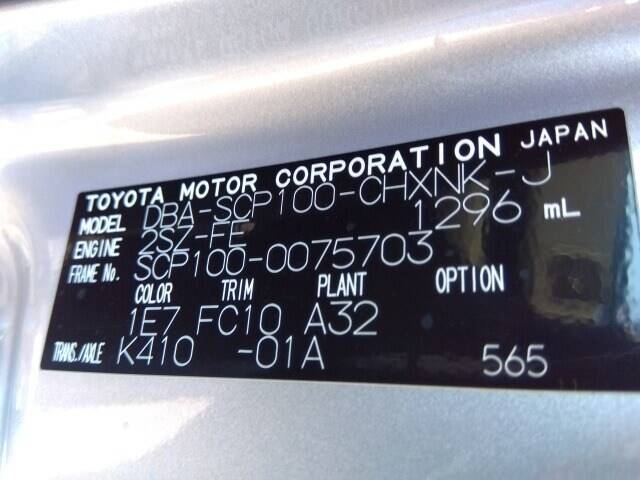 TOYOTA MOTOR CORPORATION JAPAN
MODEL DBA-SCP100-CHXNK-J
ENGINE 2SZ-FE 1296 mL
FRAME No. SCP100-0075703
COLOR TRIM PLANT OPTION
1E7 FC10 A32
TRANS./AXLE K410 -01A 565